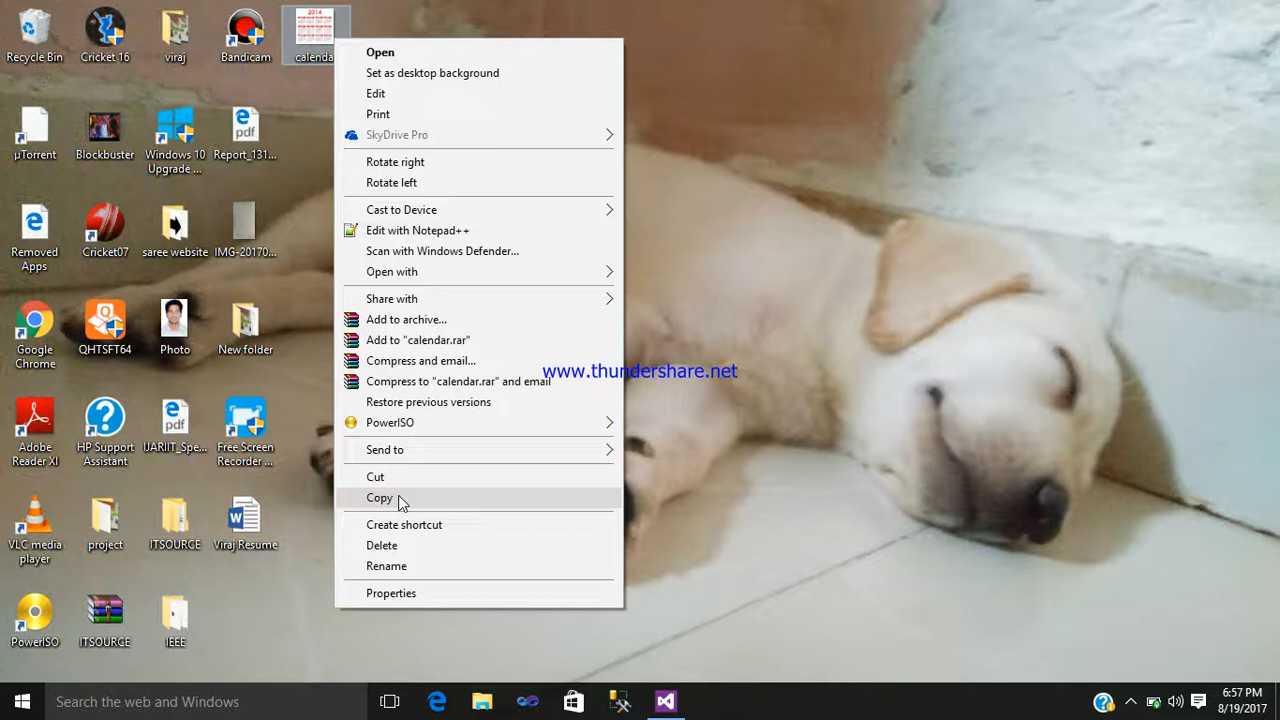 2014
Recycle Bin
Cricket 16
viraj
Bandicam
calenda
Open
Set as desktop background
Edit
Print
SkyDrive Pro
Rotate right
Rotate left
Cast to Device
Edit with Notepad++
Scan with Windows Defender...
Open with
Share with
Add to archive...
Add to "calendar.rar"
Compress and email...
Compress to "calendar.rar" and email
Restore previous versions
PowerISO
Send to
Cut
Copy
Create shortcut
Delete
Rename
Properties
µTorrent
Blockbuster
Windows 10
Upgrade ...
pdf
Report_131...
Removed
Apps
Cricket07
saree website
IMG-20170...
Google
Chrome
QHTSFT64
Photo
New folder
Adobe
Reader XI
HP Support
Assistant
pdf
IJARIIT_Spe...
Free Screen
Recorder ...
VLC media
player
project
ITSOURCE
Viraj Resume
PowerISO
ITSOURCE
IEEE
www.thundershare.net
Search the web and Windows
6:57 PM
8/19/2017